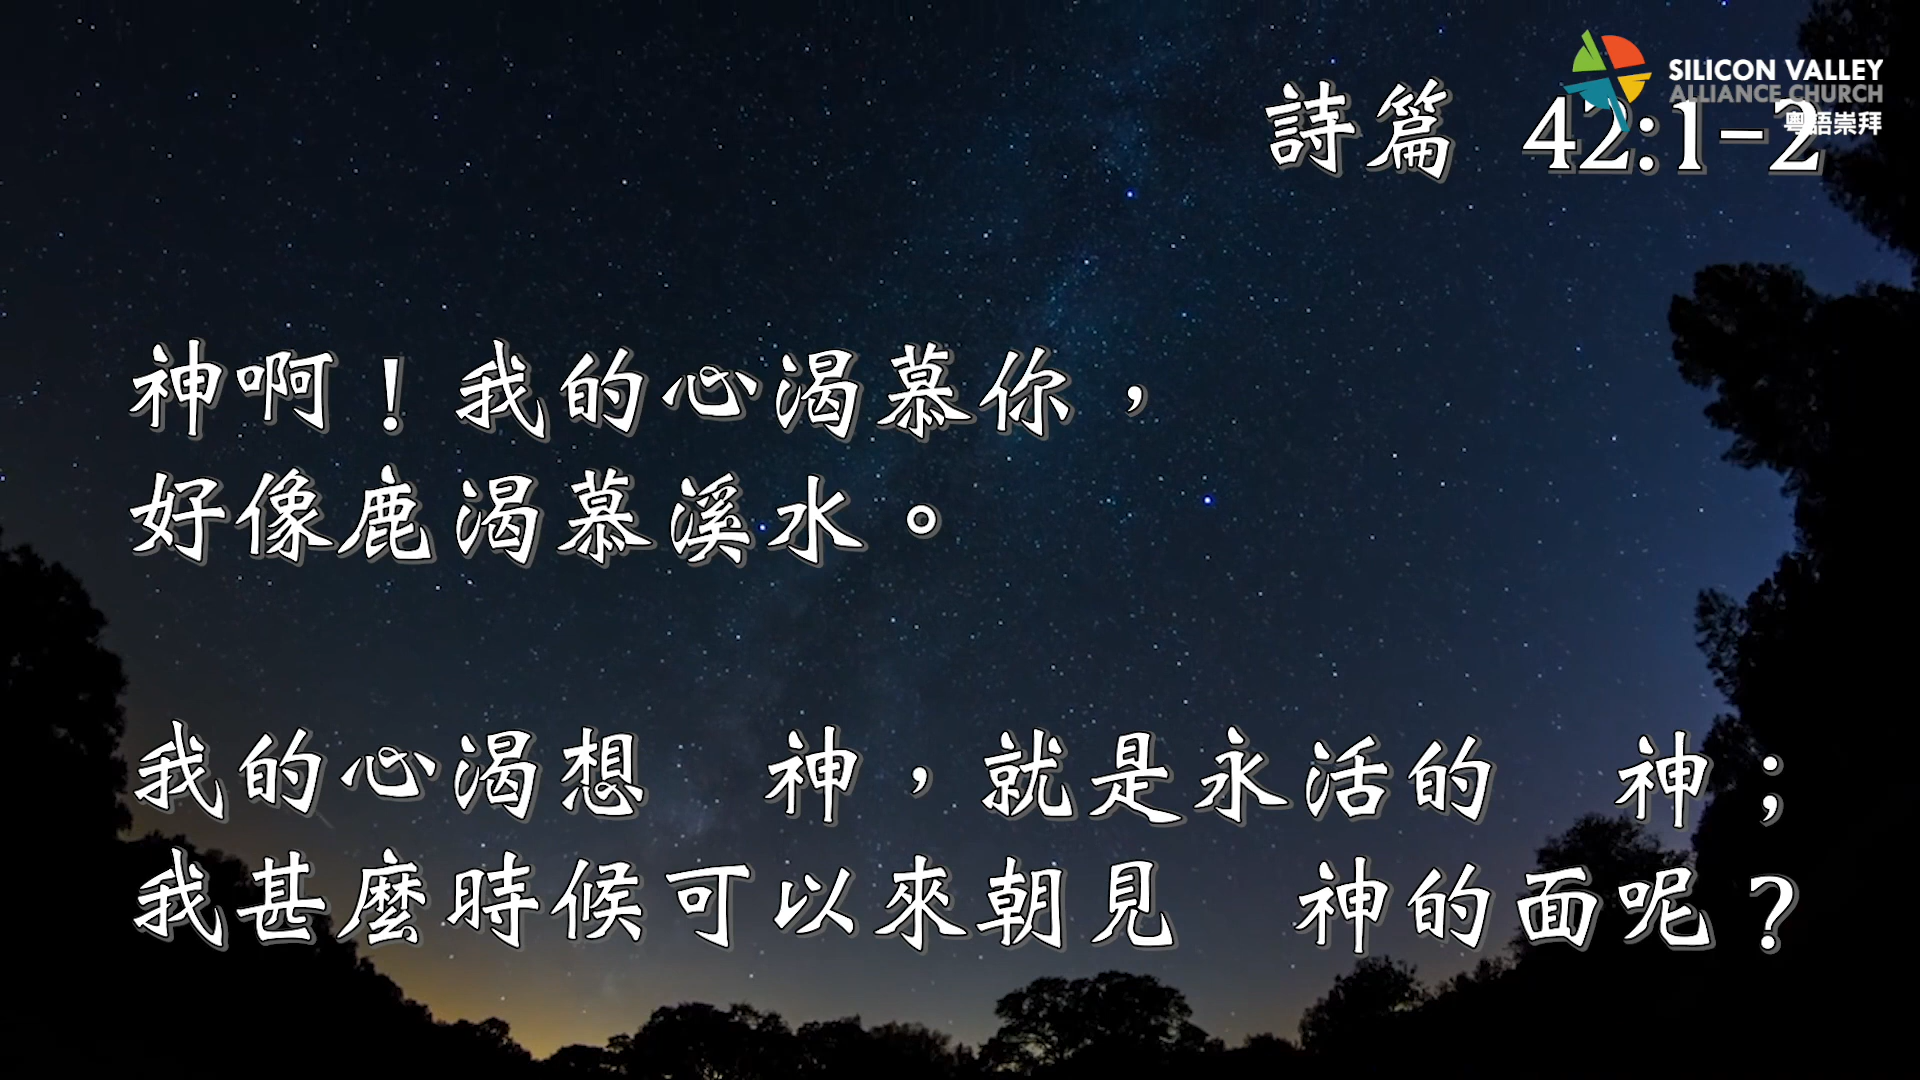 SILICON VALLEY
ALLIANCE CHURCH
粵語崇拜
詩篇 42:1-2
神啊！我的心渴慕你，
好像鹿渴慕溪水。
我的心渴想　神，就是永活的　神；
我甚麼時候可以來朝見　神的面呢？